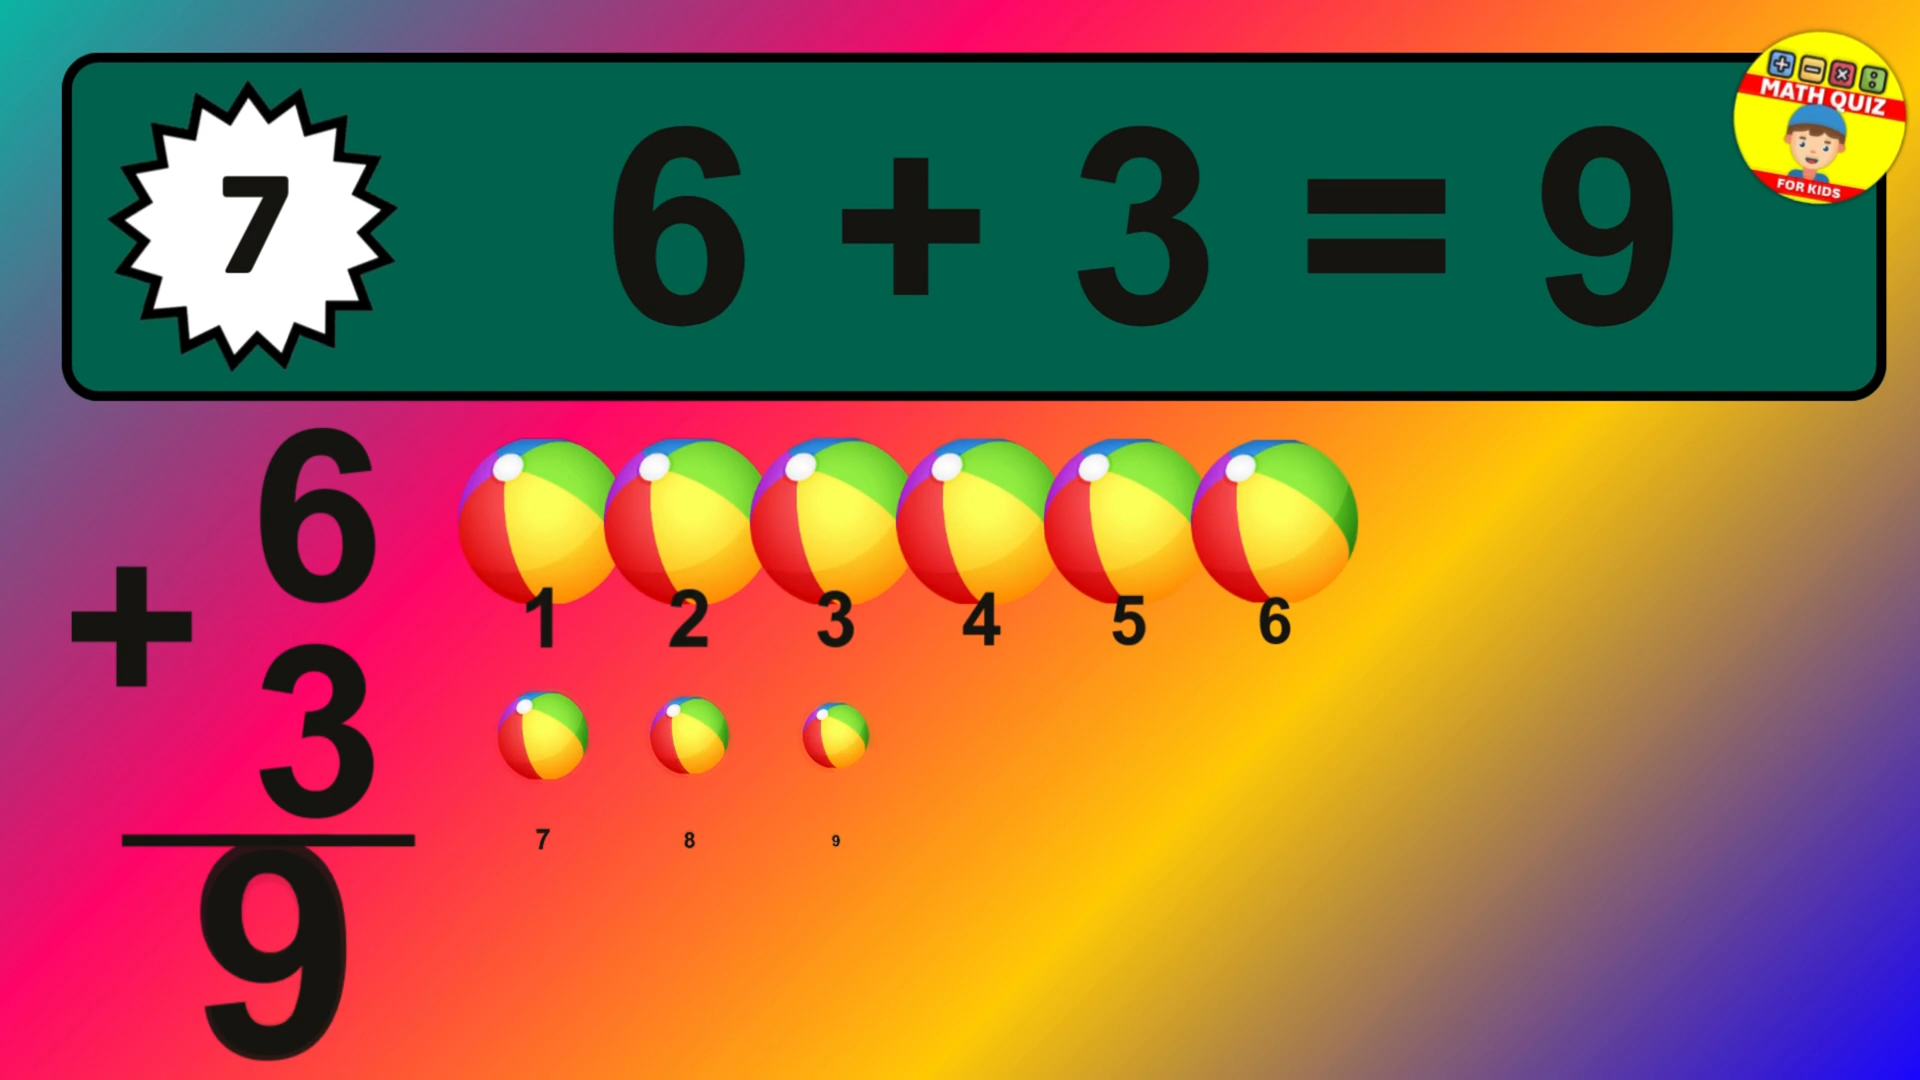 7
6 + 3 = 9
+ - × :
MATH QUIZ
FOR KIDS
6
+
3
9
1 2 3 4 5 6
7 8 9